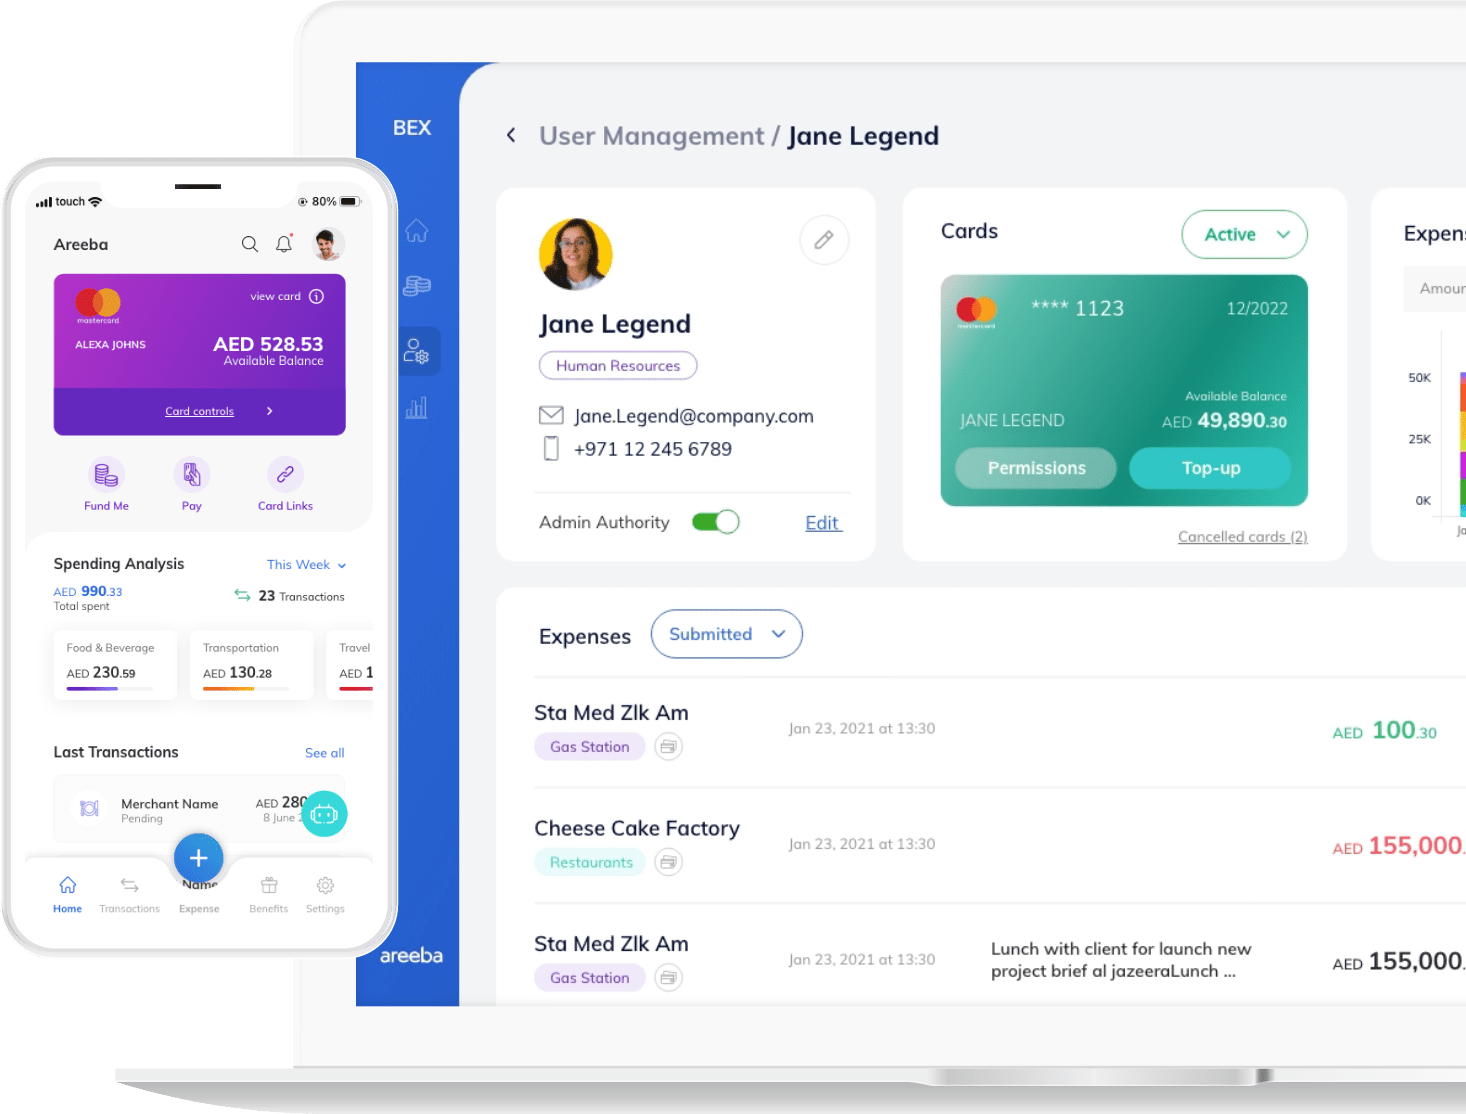 touch
80%
Areeba
mastercard
view card
ALEXA JOHNS
AED 528.53
Available Balance
Card controls
Fund Me
Pay
Card Links
Spending Analysis
This Week
AED 990.33
Total spent
23 Transactions
Food & Beverage
AED 230.59
Transportation
AED 130.28
Travel
AED 1
Last Transactions
See all
Merchant Name
Pending
AED 280
8 June 2
Name
Home
Transactions
Expense
Benefits
Settings
BEX
areeba
User Management / Jane Legend
Jane Legend
Human Resources
Jane.Legend@company.com
+971 12 245 6789
Admin Authority
Edit
Cards
Active
mastercard
**** 1123
12/2022
Available Balance
JANE LEGEND
AED 49,890.30
Permissions
Top-up
Cancelled cards (2)
Expens
Amoun
50K
25K
0K
Ja
Expenses
Submitted
Sta Med Zlk Am
Gas Station
Jan 23, 2021 at 13:30
AED 100.30
Cheese Cake Factory
Restaurants
Jan 23, 2021 at 13:30
AED 155,000.
Sta Med Zlk Am
Gas Station
Jan 23, 2021 at 13:30
Lunch with client for launch new
project brief al jazeeraLunch ...
AED 155,000.